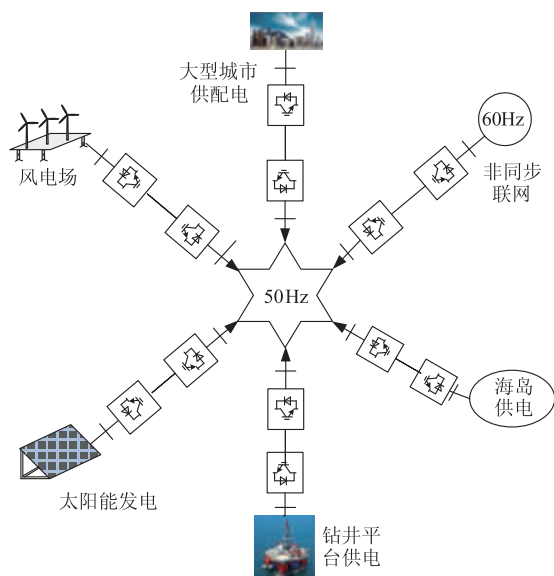 大型城市
供配电
60Hz
风电场
非同步
联网
50Hz
海岛
供电
太阳能发电
钻井平
台供电